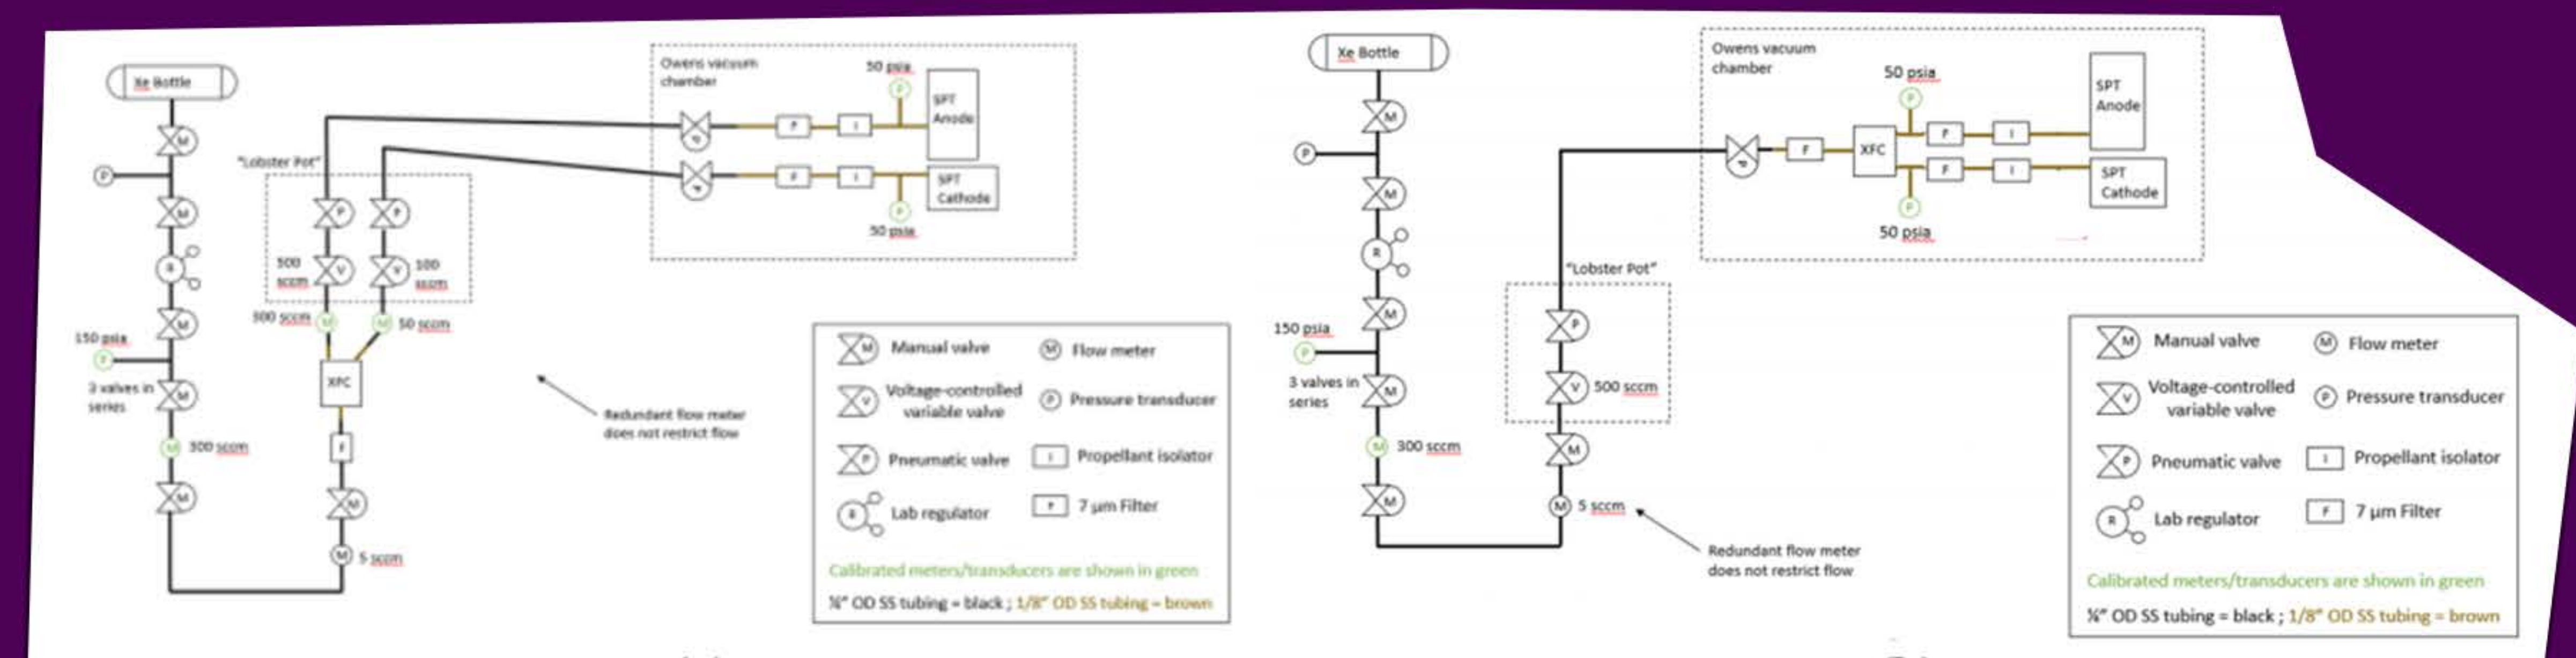 Xe Bottle
M
P
M
R
M
150 psia
P
3 valves in
series
M
M
300 sccm
M
"Lobster Pot"
P
P
500
sccm
V
V
100
sccm
300 sccm
M
M
50 sccm
XFC
F
M
M
5 sccm
Owens vacuum
chamber
50 psia
P
SPT
Anode
P
F
I
P
F
I
SPT
Cathode
P
50 psia
Redundant flow meter
does not restrict flow
M
Manual valve
M
Flow meter
V
Voltage-controlled
variable valve
P
Pressure transducer
P
Pneumatic valve
I
Propellant isolator
R
Lab regulator
F
7 µm Filter
Calibrated meters/transducers are shown in green
¼" OD SS tubing = black ; 1/8" OD SS tubing = brown
Xe Bottle
M
P
M
R
M
150 psia
P
3 valves in
series
M
M
300 sccm
M
"Lobster Pot"
P
V
500 sccm
M
M
5 sccm
Redundant flow meter
does not restrict flow
Owens vacuum
chamber
50 psia
P
SPT
Anode
P
F
XFC
F
I
F
I
SPT
Cathode
P
50 psia
M
Manual valve
M
Flow meter
V
Voltage-controlled
variable valve
P
Pressure transducer
P
Pneumatic valve
I
Propellant isolator
R
Lab regulator
F
7 µm Filter
Calibrated meters/transducers are shown in green
¼" OD SS tubing = black ; 1/8" OD SS tubing = brown